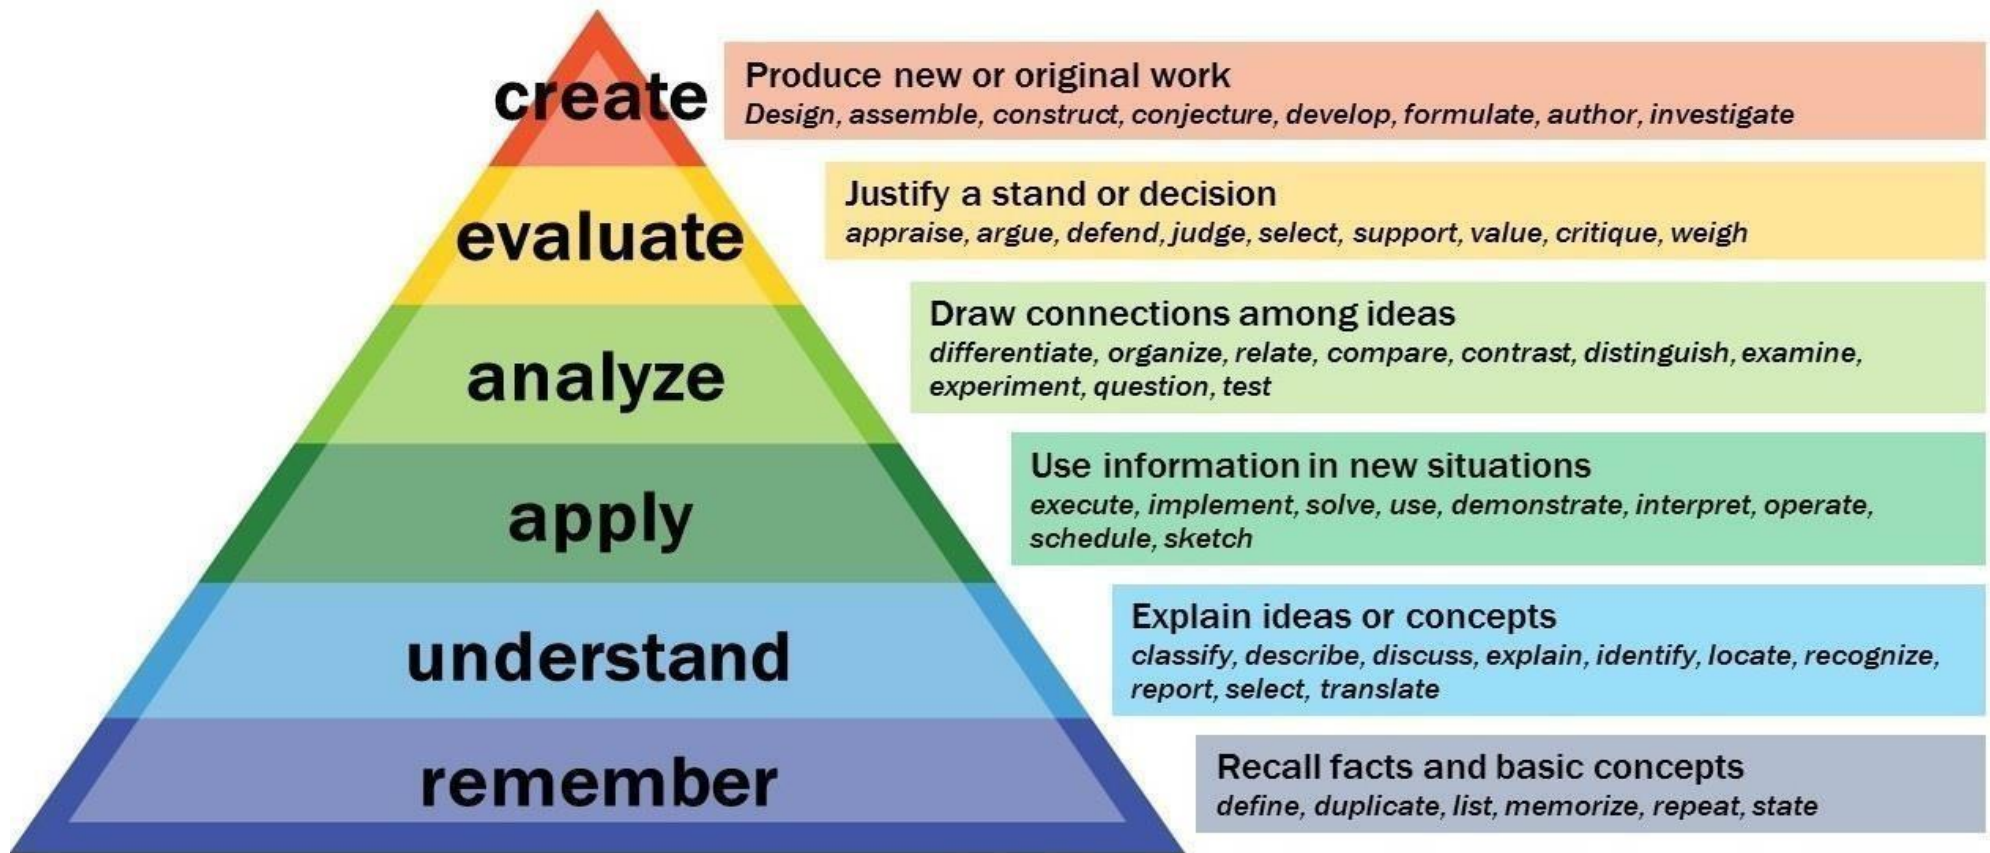 create
Produce new or original work
Design, assemble, construct, conjecture, develop, formulate, author, investigate
evaluate
Justify a stand or decision
appraise, argue, defend, judge, select, support, value, critique, weigh
analyze
Draw connections among ideas
differentiate, organize, relate, compare, contrast, distinguish, examine,
experiment, question, test
apply
Use information in new situations
execute, implement, solve, use, demonstrate, interpret, operate,
schedule, sketch
understand
Explain ideas or concepts
classify, describe, discuss, explain, identify, locate, recognize,
report, select, translate
remember
Recall facts and basic concepts
define, duplicate, list, memorize, repeat, state